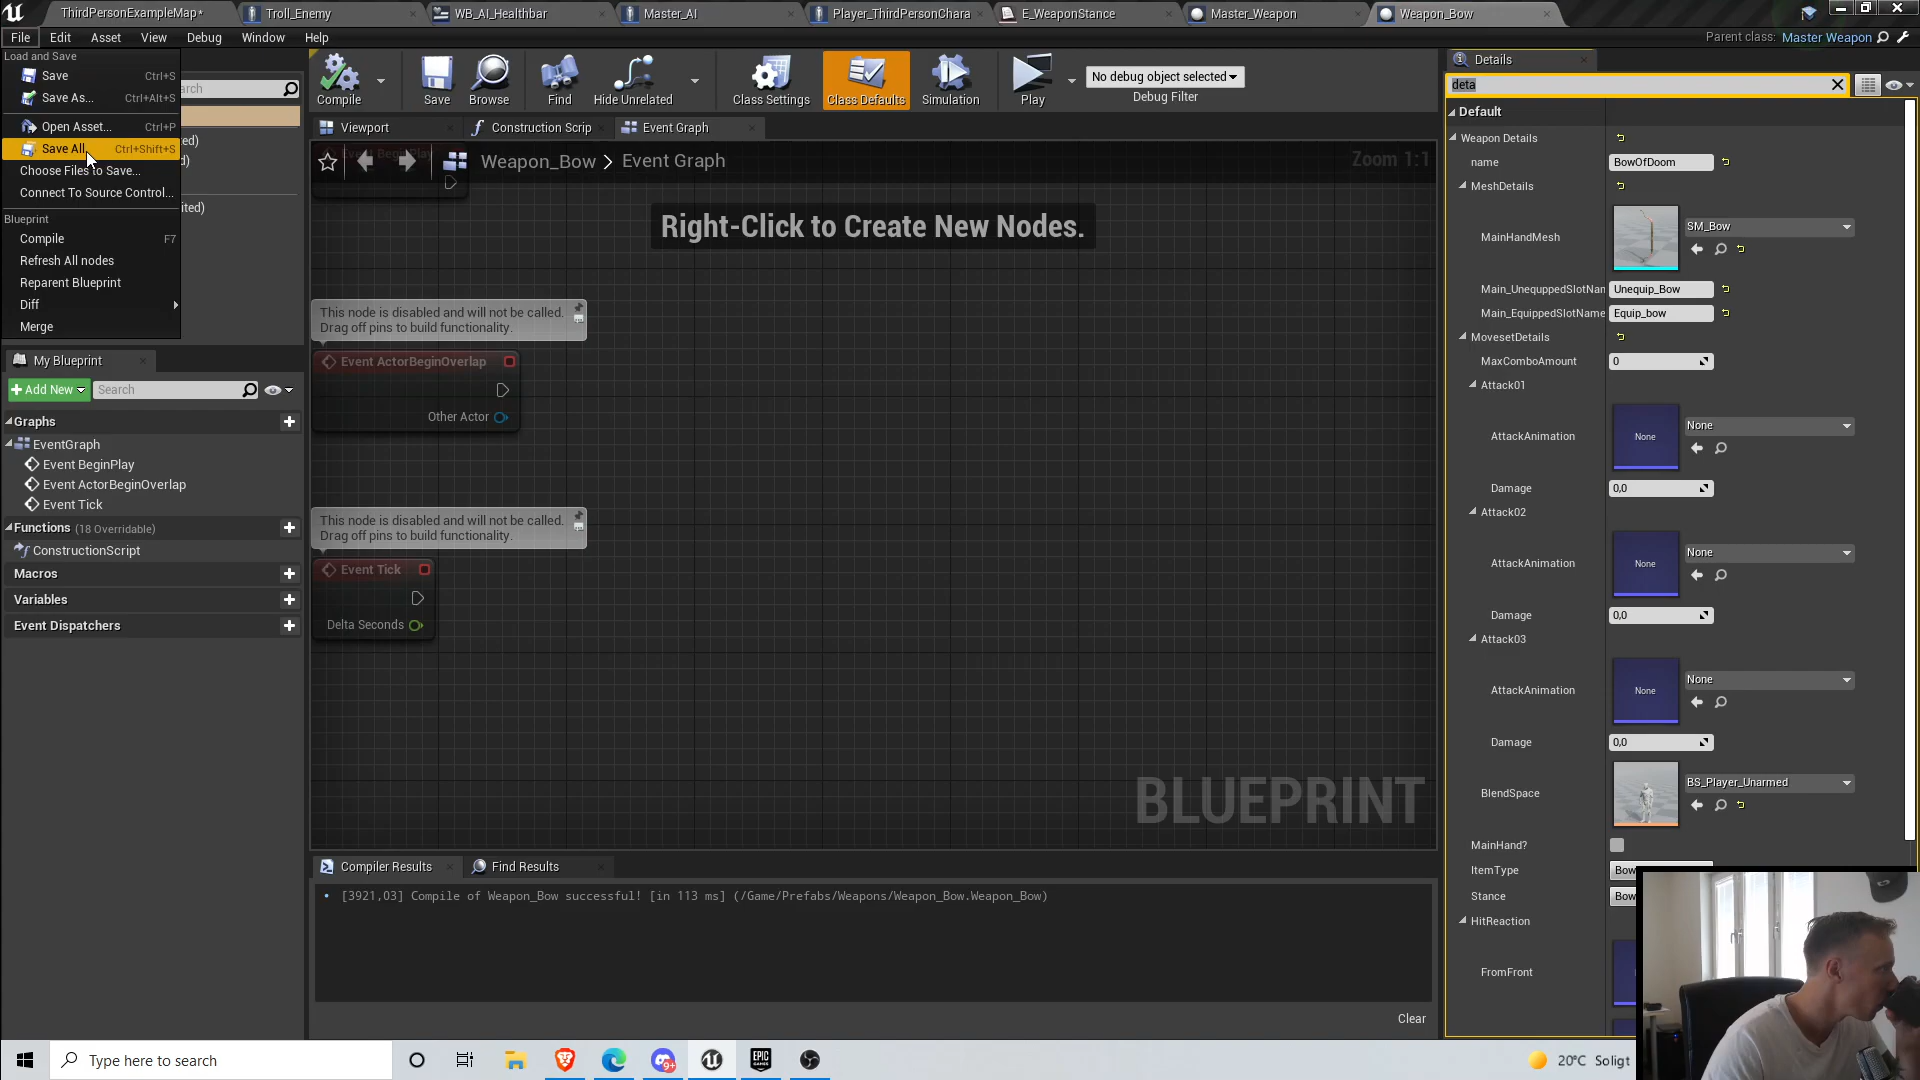 ThirdPersonExampleMap*
Troll_Enemy
WB_AI_Healthbar
Master_AI
Player_ThirdPersonChara
E_WeaponStance
Master_Weapon
Weapon_Bow
File
Edit
Asset
View
Debug
Window
Help
Parent class: Master Weapon
Load and Save
Save Ctrl+S
Save As... Ctrl+Alt+S
Open Asset... Ctrl+P
Save All Ctrl+Shift+S
Choose Files to Save...
Connect To Source Control...
Blueprint
Compile F7
Refresh All nodes
Reparent Blueprint
Diff
Merge
Compile
Save
Browse
Find
Hide Unrelated
Class Settings
Class Defaults
Simulation
Play
No debug object selected
Debug Filter
Viewport
Construction Scrip
Event Graph
Weapon_Bow > Event Graph
Zoom 1:1
Right-Click to Create New Nodes.
This node is disabled and will not be called.
Drag off pins to build functionality.
Event ActorBeginOverlap
Other Actor
This node is disabled and will not be called.
Drag off pins to build functionality.
Event Tick
Delta Seconds
BLUEPRINT
My Blueprint
Add New
Search
Graphs
EventGraph
Event BeginPlay
Event ActorBeginOverlap
Event Tick
Functions (18 Overridable)
ConstructionScript
Macros
Variables
Event Dispatchers
Compiler Results
Find Results
[3921,03] Compile of Weapon_Bow successful! [in 113 ms] (/Game/Prefabs/Weapons/Weapon_Bow.Weapon_Bow)
Clear
Details
deta
Default
Weapon Details
name BowOfDoom
MeshDetails
MainHandMesh SM_Bow
Main_UnequppedSlotNan Unequip_Bow
Main_EquippedSlotName Equip_bow
MovesetDetails
MaxComboAmount 0
Attack01
AttackAnimation None None
Damage 0,0
Attack02
AttackAnimation None None
Damage 0,0
Attack03
AttackAnimation None None
Damage 0,0
BlendSpace BS_Player_Unarmed
MainHand?
ItemType Bow
Stance Bow
HitReaction
FromFront
Type here to search
9+
EPIC GAMES
20°C Soligt